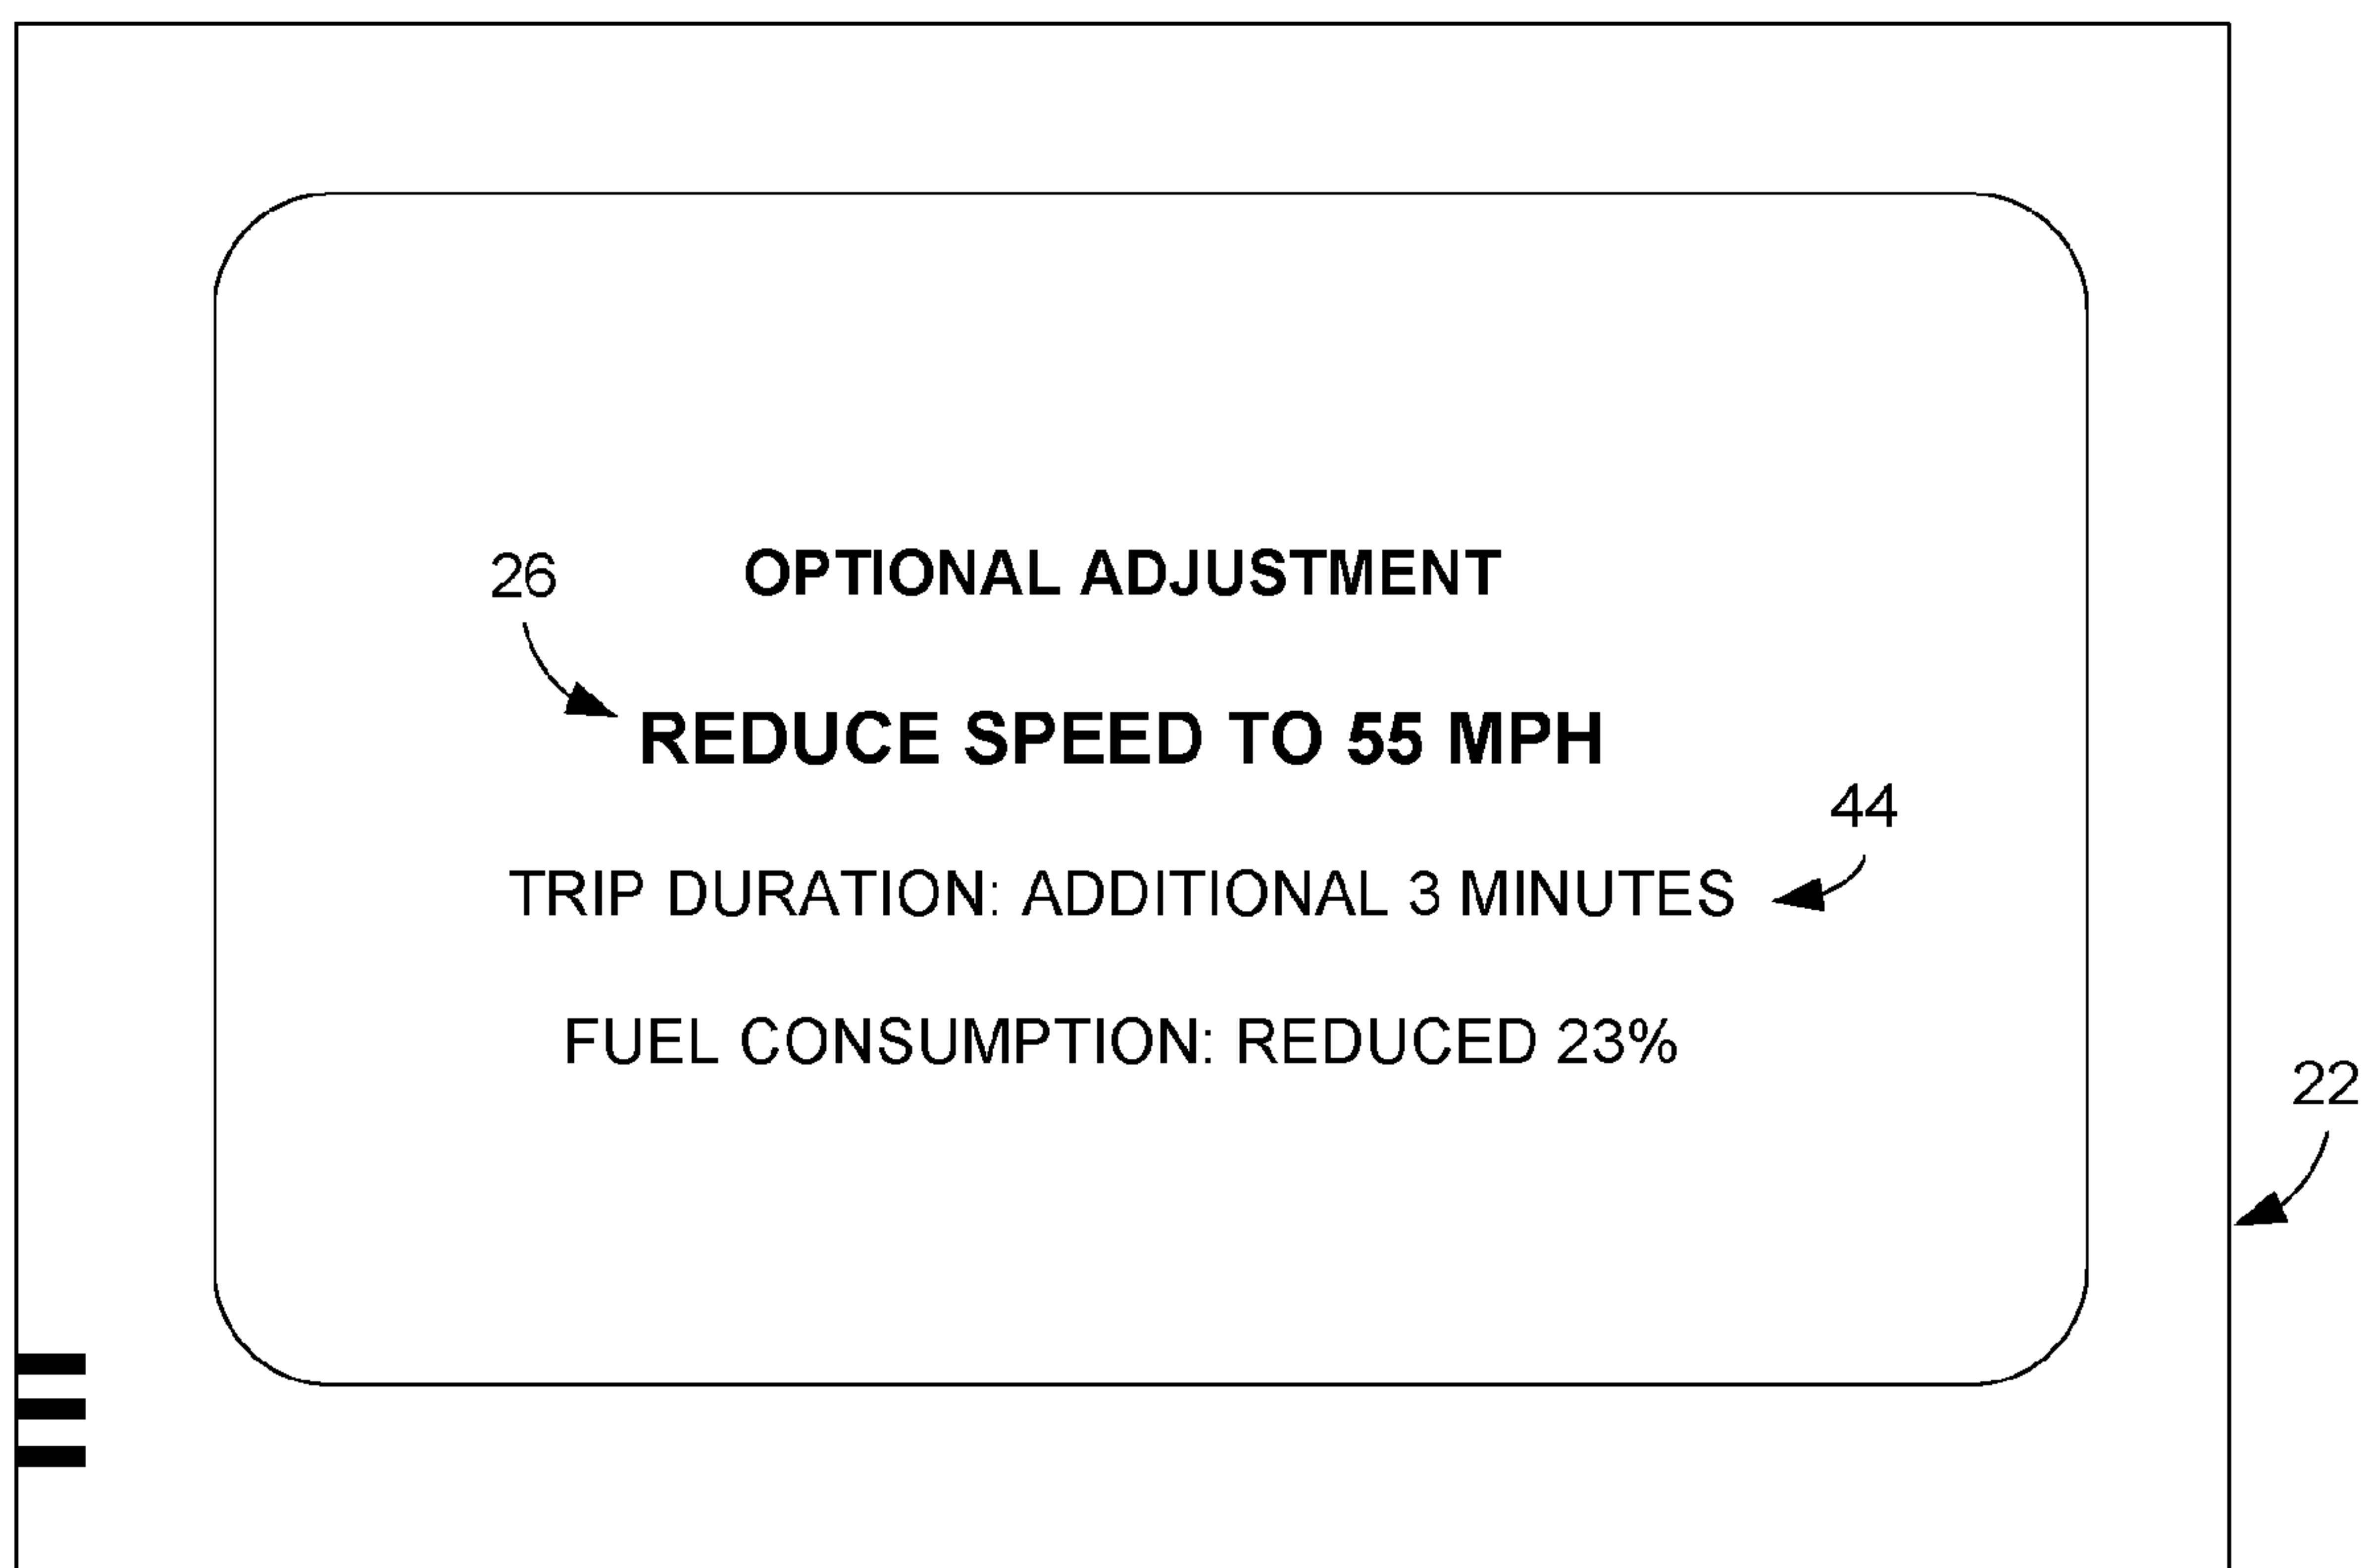 26
OPTIONAL ADJUSTMENT
REDUCE SPEED TO 55 MPH
44
TRIP DURATION: ADDITIONAL 3 MINUTES
FUEL CONSUMPTION: REDUCED 23%
22